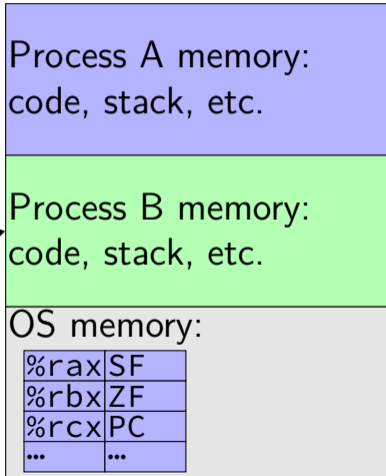 Process A memory:
code, stack, etc.
Process B memory:
code, stack, etc.
OS memory:
%rax SF
%rbx ZF
%rcx PC
… …